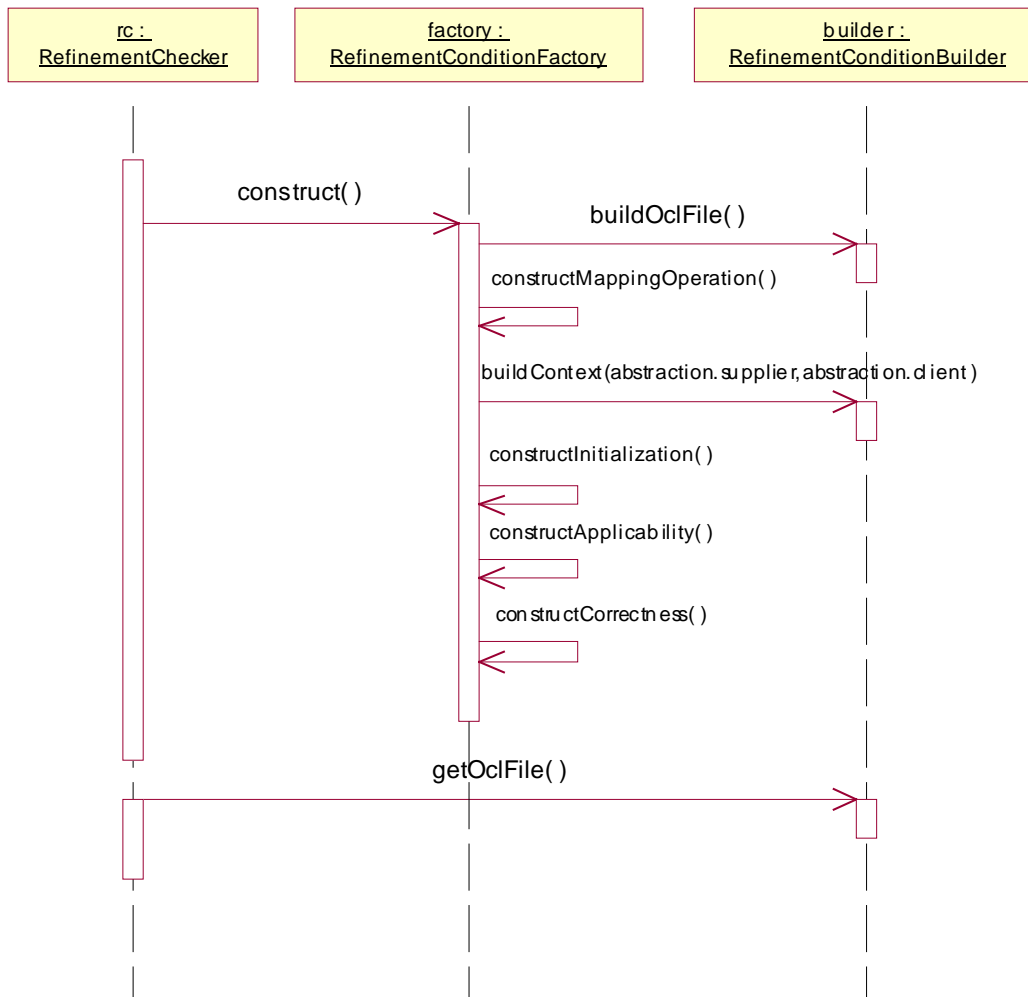 rc :
RefinementChecker
factory :
RefinementConditionFactory
builder :
RefinementConditionBuilder
construct( )
buildOclFile( )
constructMappingOperation( )
buildContext(abstraction.supplier,abstraction.client )
constructInitialization( )
constructApplicability( )
constructCorrectness( )
getOclFile( )